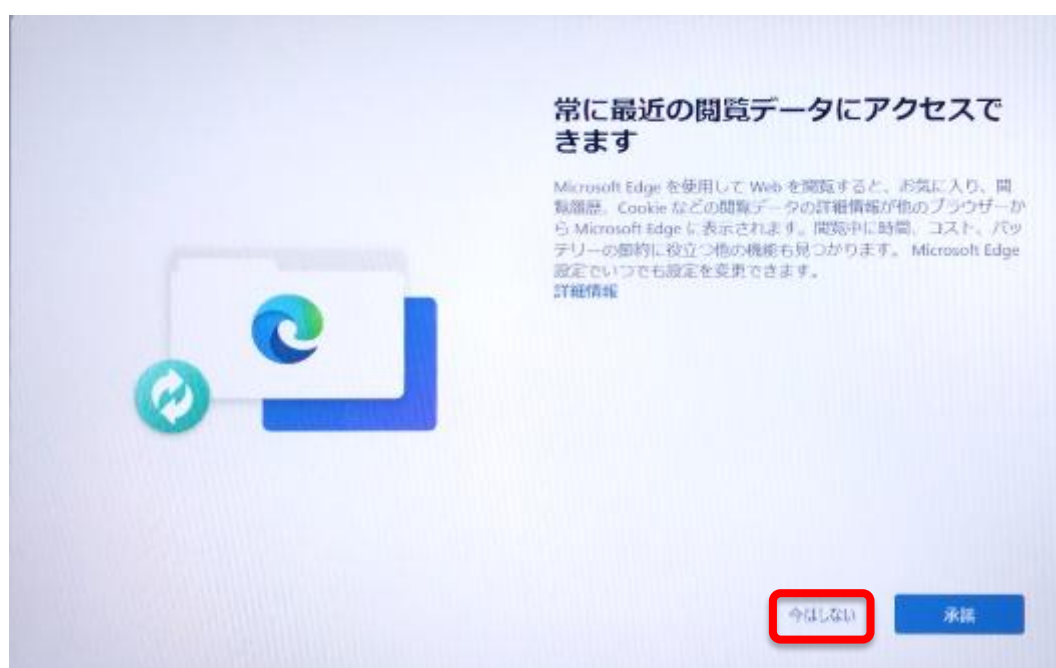 常に最近の閲覧データにアクセスで
きます
Microsoft Edge を使用して Web を閲覧すると、お気に入り、閲
覧履歴、Cookie などの閲覧データの詳細情報が他のブラウザーか
ら Microsoft Edge に表示されます。閲覧中に時間、コスト、バッ
テリーの節約に役立つ他の機能も見つかります。 Microsoft Edge
設定でいつでも設定を変更できます。
詳細情報
今はしない
承諾